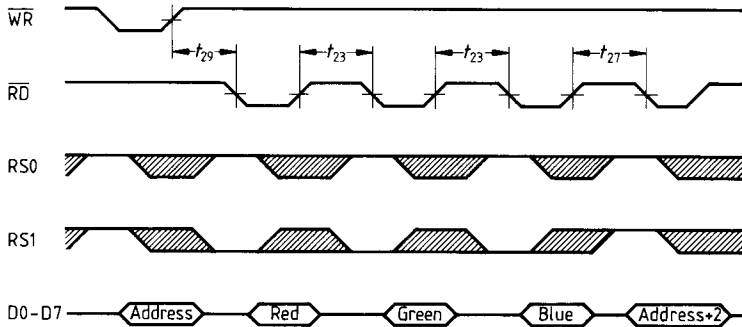 WR
t29 t23 t23 t27
RD
RS0
RS1
D0-D7 Address Red Green Blue Address+2